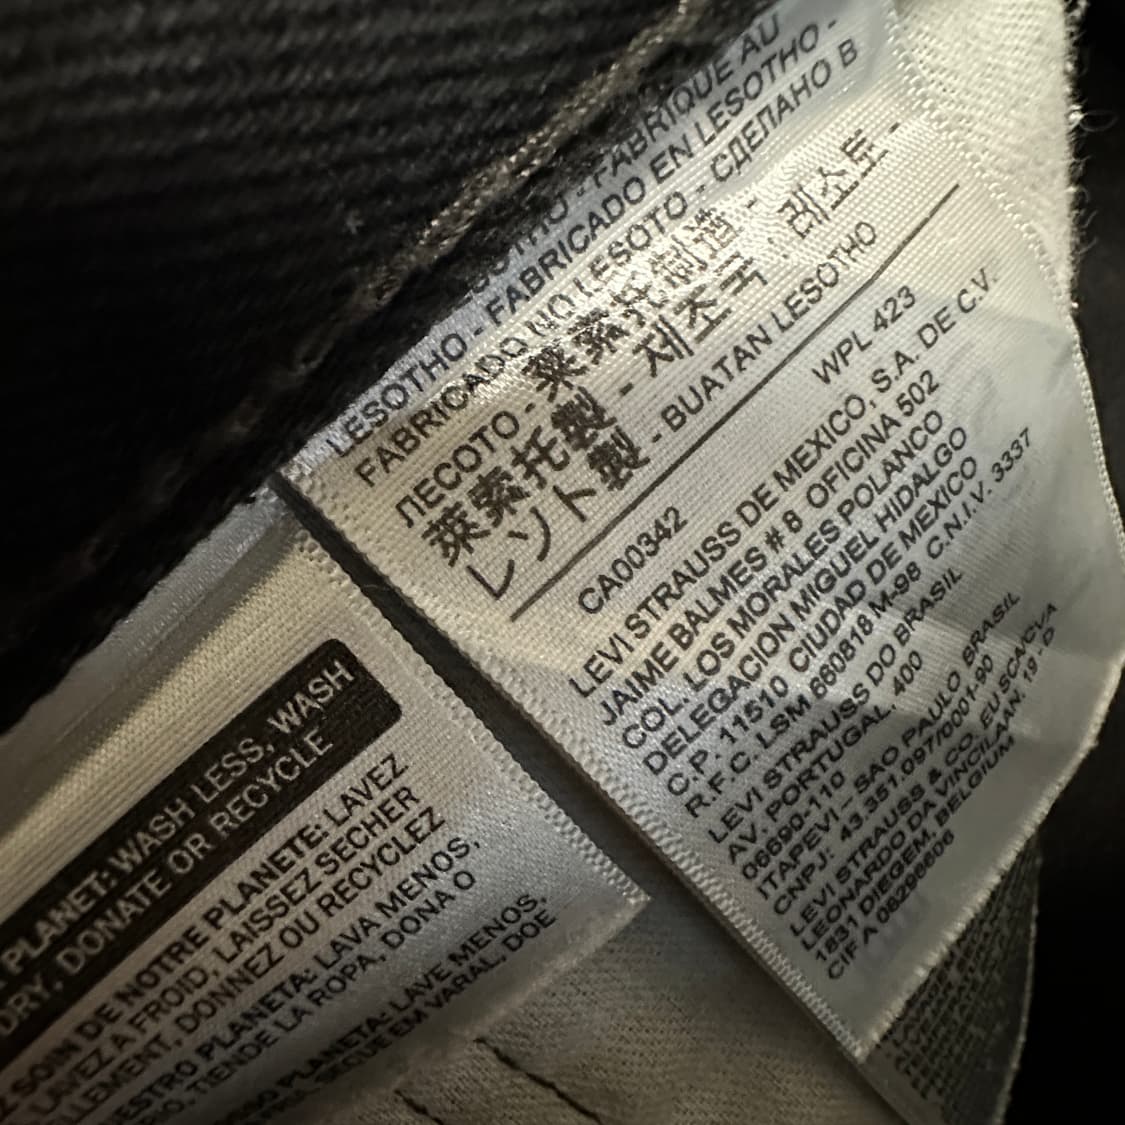 FABRIQUE AU
LESOTHO - FABRICADO EN LESOTHO -
FABRICADO NO LESOTO - СДЕЛАНО В
ЛЕСОТО - 莱索托制造 -
萊索托製 - 제조국 : 레소토 -
レソト製 - BUATAN LESOTHO
CA00342 WPL 423
LEVI STRAUSS DE MEXICO, S.A. DE C.V.
JAIME BALMES # 8 OFICINA 502
COL. LOS MORALES POLANCO
DELEGACION MIGUEL HIDALGO
C.P. 11510 CIUDAD DE MEXICO
R.F.C. LSM 660818 M-98 C.N.I.V. 3337
LEVI STRAUSS DO BRASIL
AV. PORTUGAL, 400
06690-110
ITAPEVI - SAO PAULO BRASIL
CNPJ: 43.351.097/0001-90
LEVI STRAUSS & CO. EU SCA/CVA
LEONARDO DA VINCILAAN, 19 - D
1831 DIEGEM, BELGIUM
CIF A 08296606
PLANET: WASH LESS, WASH
DRY, DONATE OR RECYCLE
SOIN DE NOTRE PLANETE: LAVEZ
LAVEZ A FROID, LAISSEZ SECHER
DONNEZ OU RECYCLEZ
PLANETA: LAVA MENOS,
TIENDE LA ROPA, DONA O
PLANETA: LAVE MENOS,
SEQUE EM VARAL, DOE